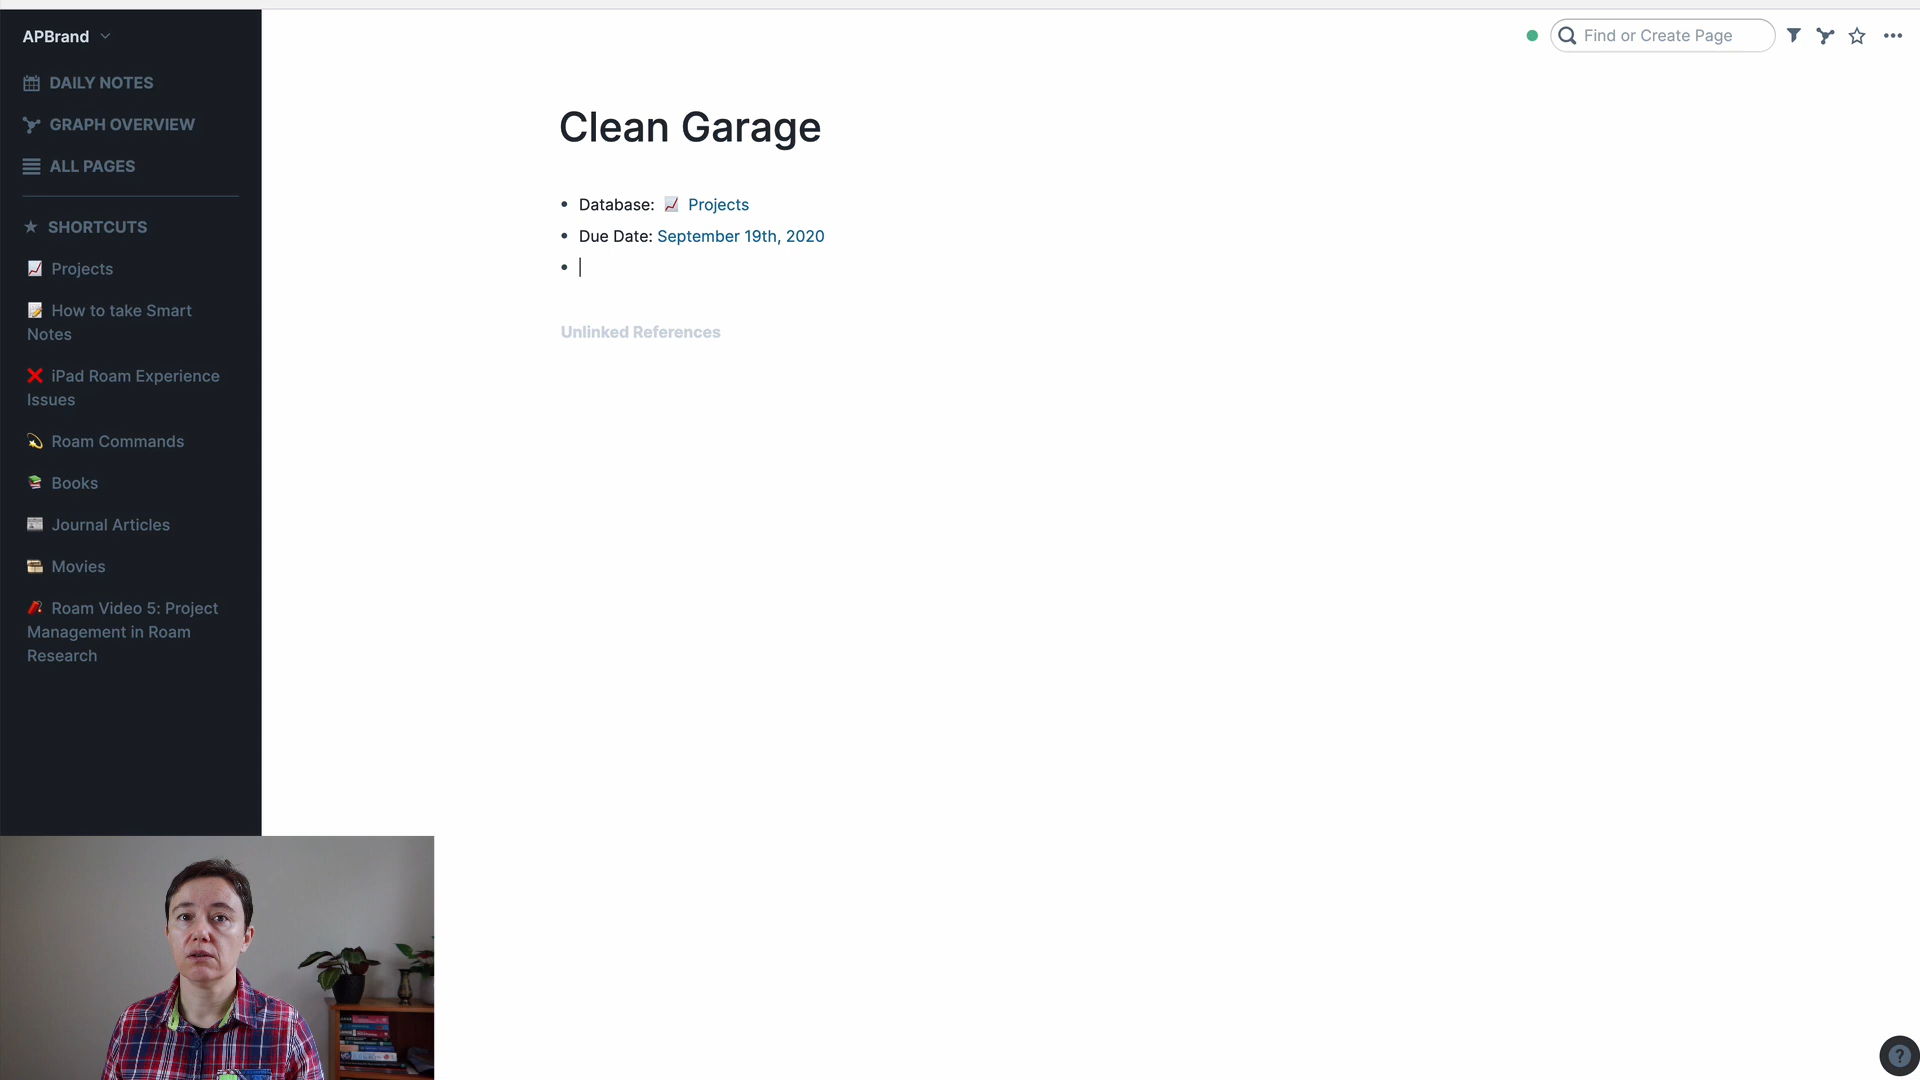 APBrand
DAILY NOTES
GRAPH OVERVIEW
ALL PAGES
SHORTCUTS
Projects
How to take Smart
Notes
iPad Roam Experience
Issues
Roam Commands
Books
Journal Articles
Movies
Roam Video 5: Project
Management in Roam
Research
Find or Create Page
Clean Garage
Database: Projects
Due Date: September 19th, 2020
Unlinked References
?